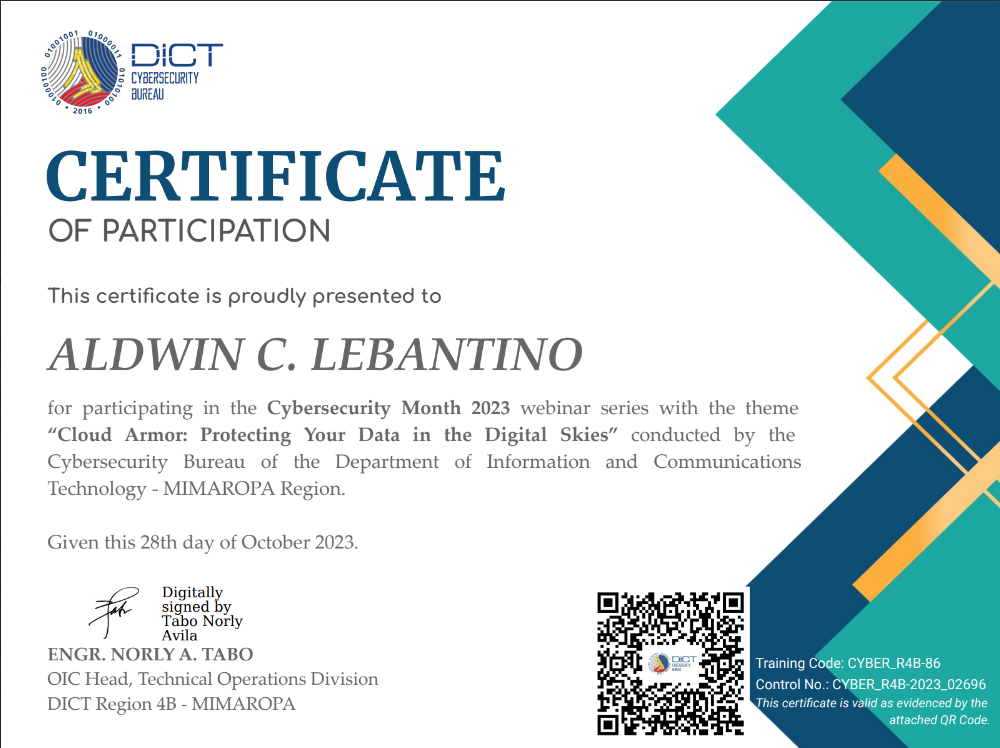 01001001 01000011 01010100 01000100
• 2016 •
DICT
CYBERSECURITY
BUREAU
CERTIFICATE
OF PARTICIPATION
This certificate is proudly presented to
ALDWIN C. LEBANTINO
for participating in the Cybersecurity Month 2023 webinar series with the theme
“Cloud Armor: Protecting Your Data in the Digital Skies” conducted by the
Cybersecurity Bureau of the Department of Information and Communications
Technology - MIMAROPA Region.
Given this 28th day of October 2023.
Digitally
signed by
Tabo Norly
Avila
ENGR. NORLY A. TABO
OIC Head, Technical Operations Division
DICT Region 4B - MIMAROPA
DICT
Training Code: CYBER_R4B-86
Control No.: CYBER_R4B-2023_02696
This certificate is valid as evidenced by the
attached QR Code.